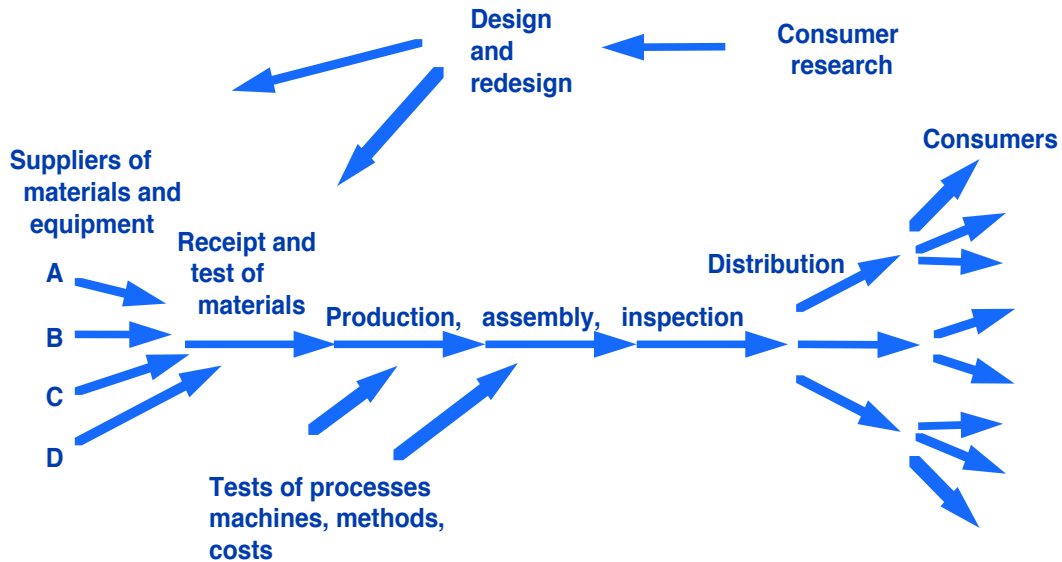 Design
and
redesign
Consumer
research
Consumers
Suppliers of
materials and
equipment
Receipt and
test of
materials
Distribution
A
B
C
D
Production, assembly, inspection
Tests of processes
machines, methods,
costs